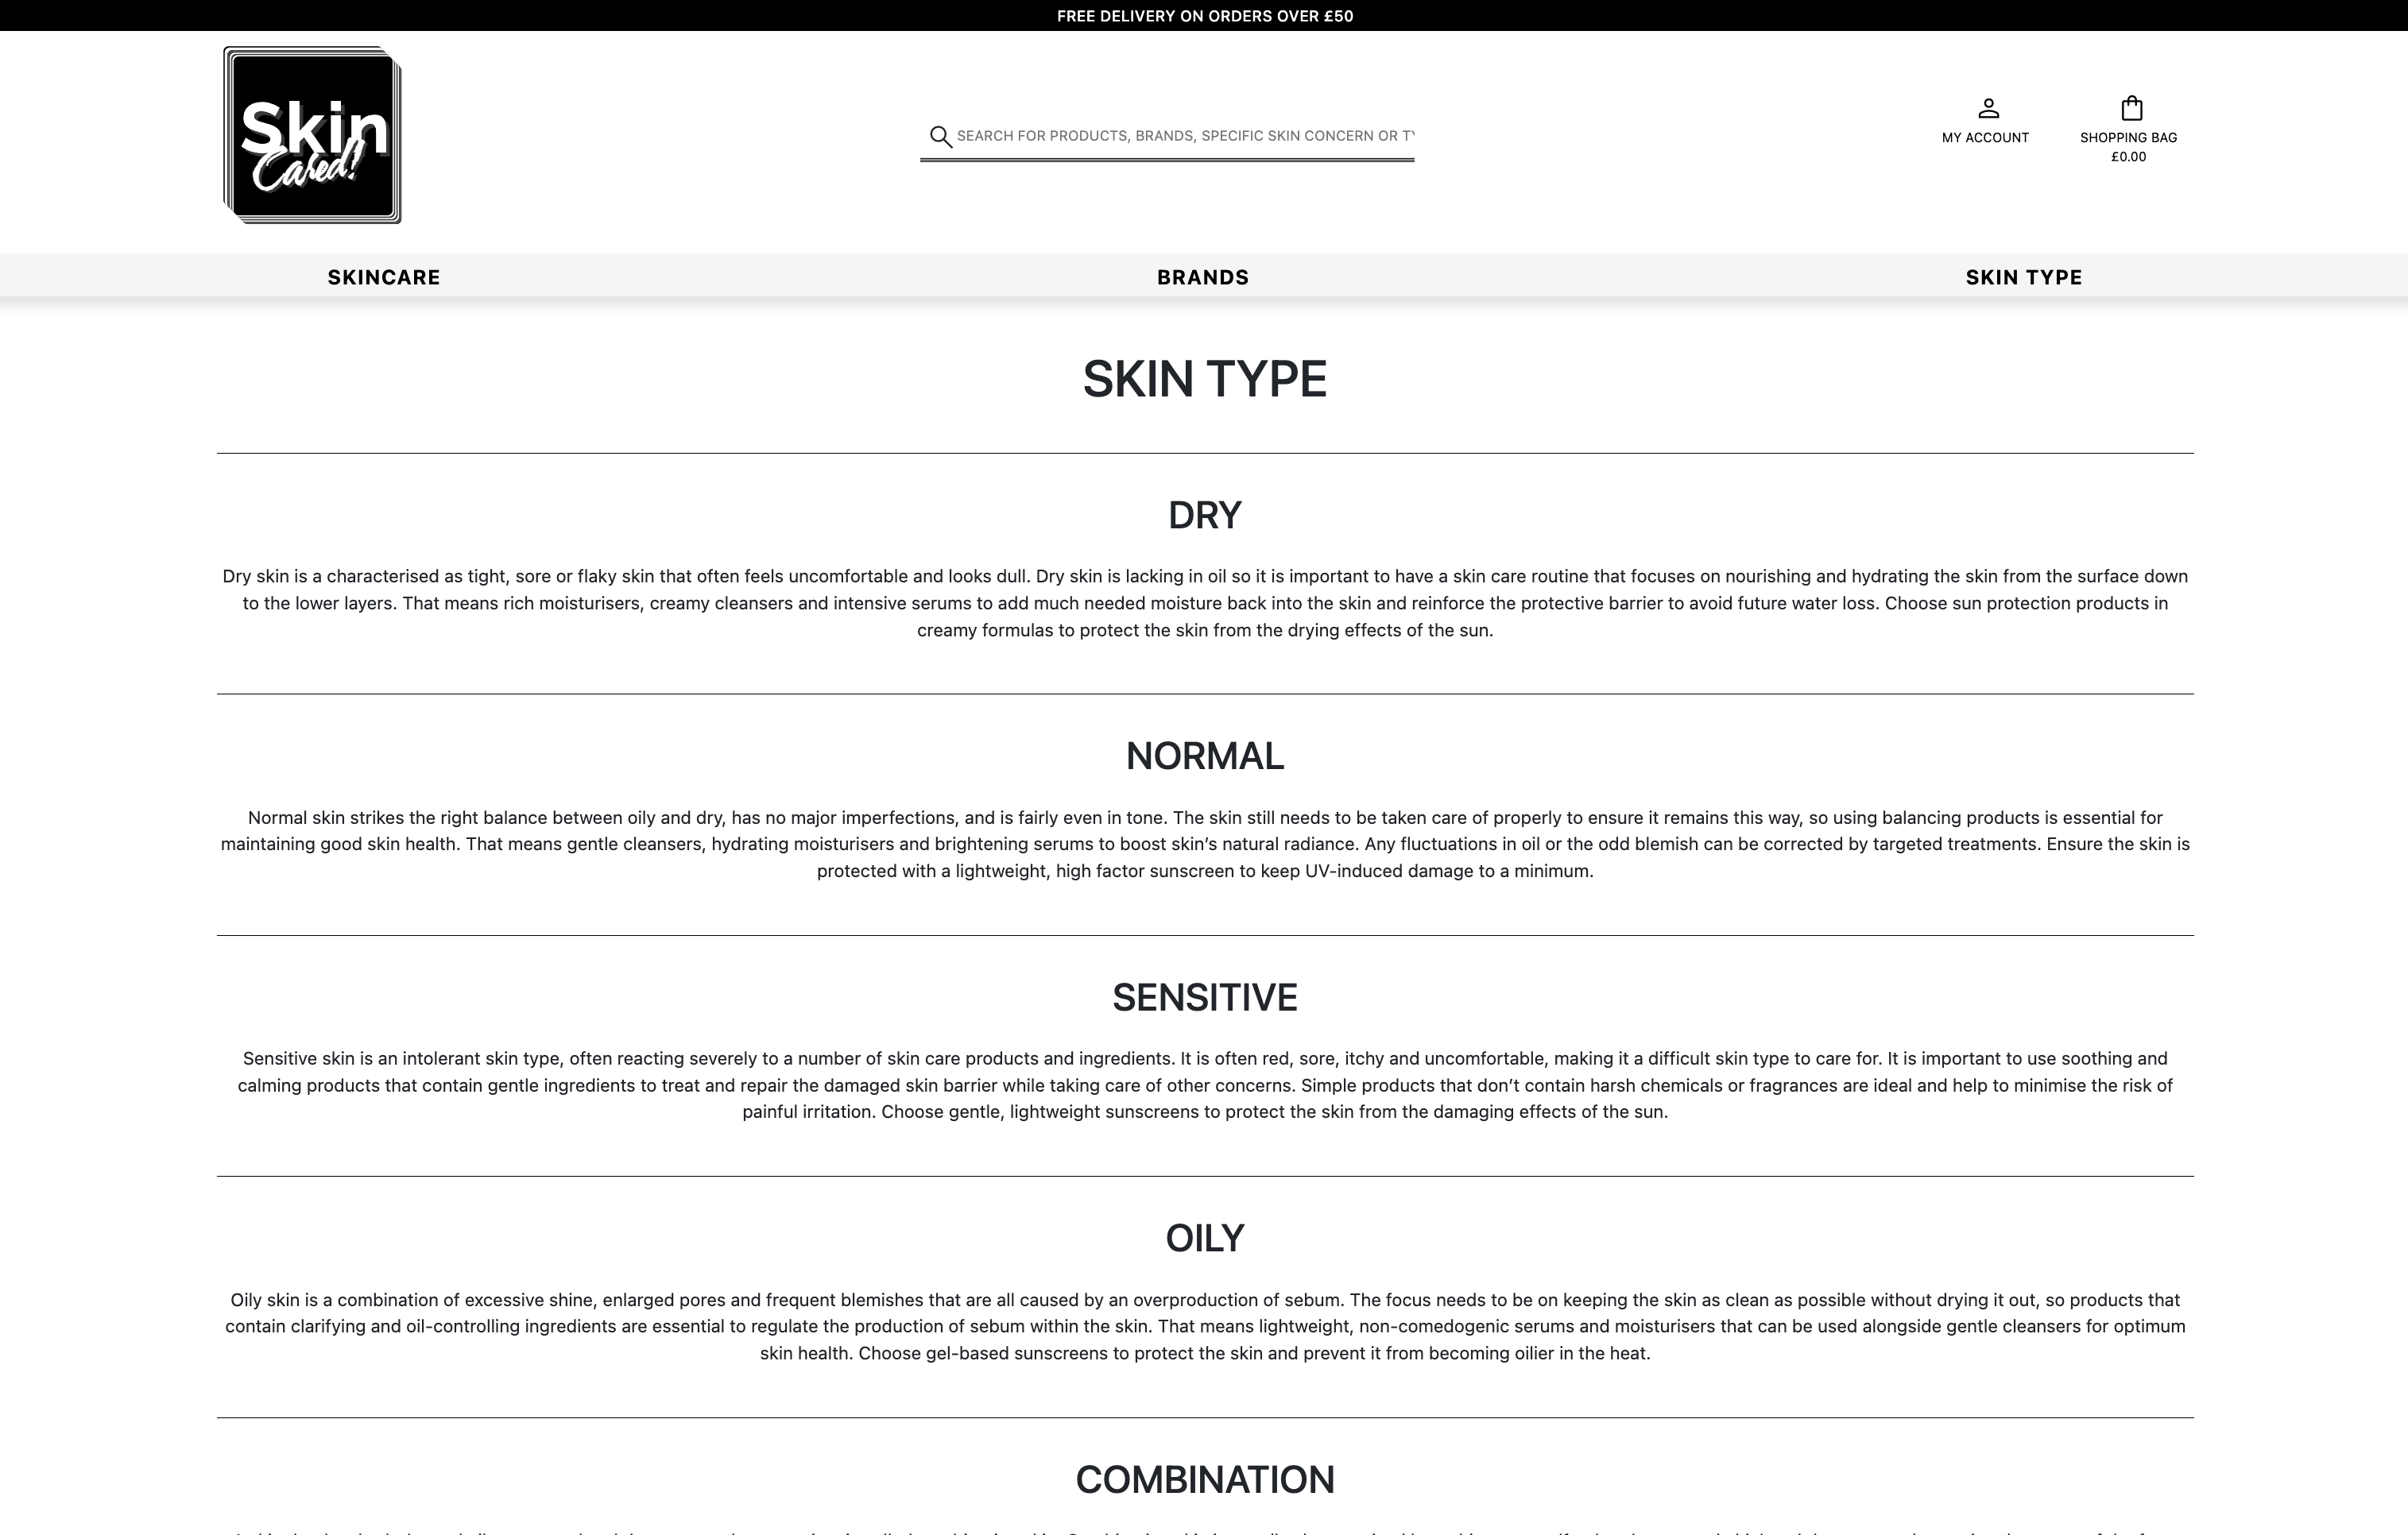 FREE DELIVERY ON ORDERS OVER £50
Skin
Cared!
SEARCH FOR PRODUCTS, BRANDS, SPECIFIC SKIN CONCERN OR
MY ACCOUNT
SHOPPING BAG
£0.00
SKINCARE
BRANDS
SKIN TYPE
SKIN TYPE
DRY
Dry skin is a characterised as tight, sore or flaky skin that often feels uncomfortable and looks dull. Dry skin is lacking in oil so it is important to have a skin care routine that focuses on nourishing and hydrating the skin from the surface down
to the lower layers. That means rich moisturisers, creamy cleansers and intensive serums to add much needed moisture back into the skin and reinforce the protective barrier to avoid future water loss. Choose sun protection products in
creamy formulas to protect the skin from the drying effects of the sun.
NORMAL
Normal skin strikes the right balance between oily and dry, has no major imperfections, and is fairly even in tone. The skin still needs to be taken care of properly to ensure it remains this way, so using balancing products is essential for
maintaining good skin health. That means gentle cleansers, hydrating moisturisers and brightening serums to boost skin’s natural radiance. Any fluctuations in oil or the odd blemish can be corrected by targeted treatments. Ensure the skin is
protected with a lightweight, high factor sunscreen to keep UV-induced damage to a minimum.
SENSITIVE
Sensitive skin is an intolerant skin type, often reacting severely to a number of skin care products and ingredients. It is often red, sore, itchy and uncomfortable, making it a difficult skin type to care for. It is important to use soothing and
calming products that contain gentle ingredients to treat and repair the damaged skin barrier while taking care of other concerns. Simple products that don’t contain harsh chemicals or fragrances are ideal and help to minimise the risk of
painful irritation. Choose gentle, lightweight sunscreens to protect the skin from the damaging effects of the sun.
OILY
Oily skin is a combination of excessive shine, enlarged pores and frequent blemishes that are all caused by an overproduction of sebum. The focus needs to be on keeping the skin as clean as possible without drying it out, so products that
contain clarifying and oil-controlling ingredients are essential to regulate the production of sebum within the skin. That means lightweight, non-comedogenic serums and moisturisers that can be used alongside gentle cleansers for optimum
skin health. Choose gel-based sunscreens to protect the skin and prevent it from becoming oilier in the heat.
COMBINATION